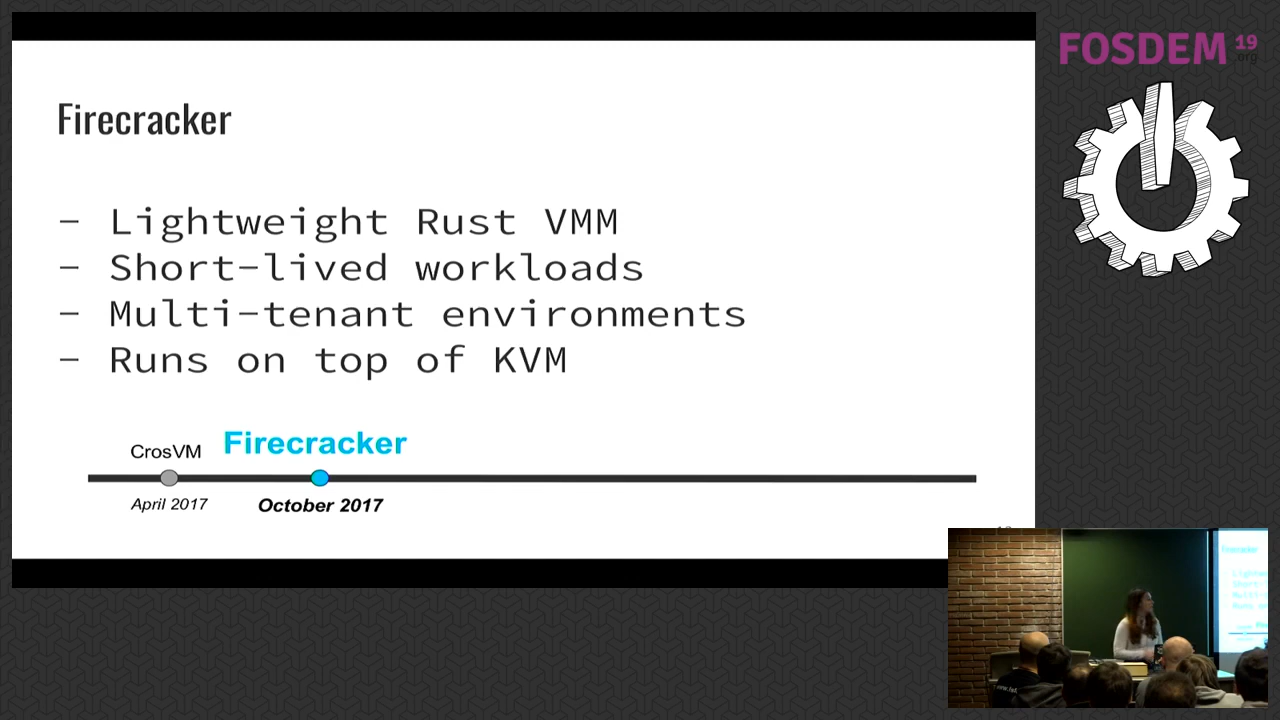 FOSDEM 19
.org
Firecracker
- Lightweight Rust VMM
- Short-lived workloads
- Multi-tenant environments
- Runs on top of KVM
CrosVM
Firecracker
April 2017
October 2017